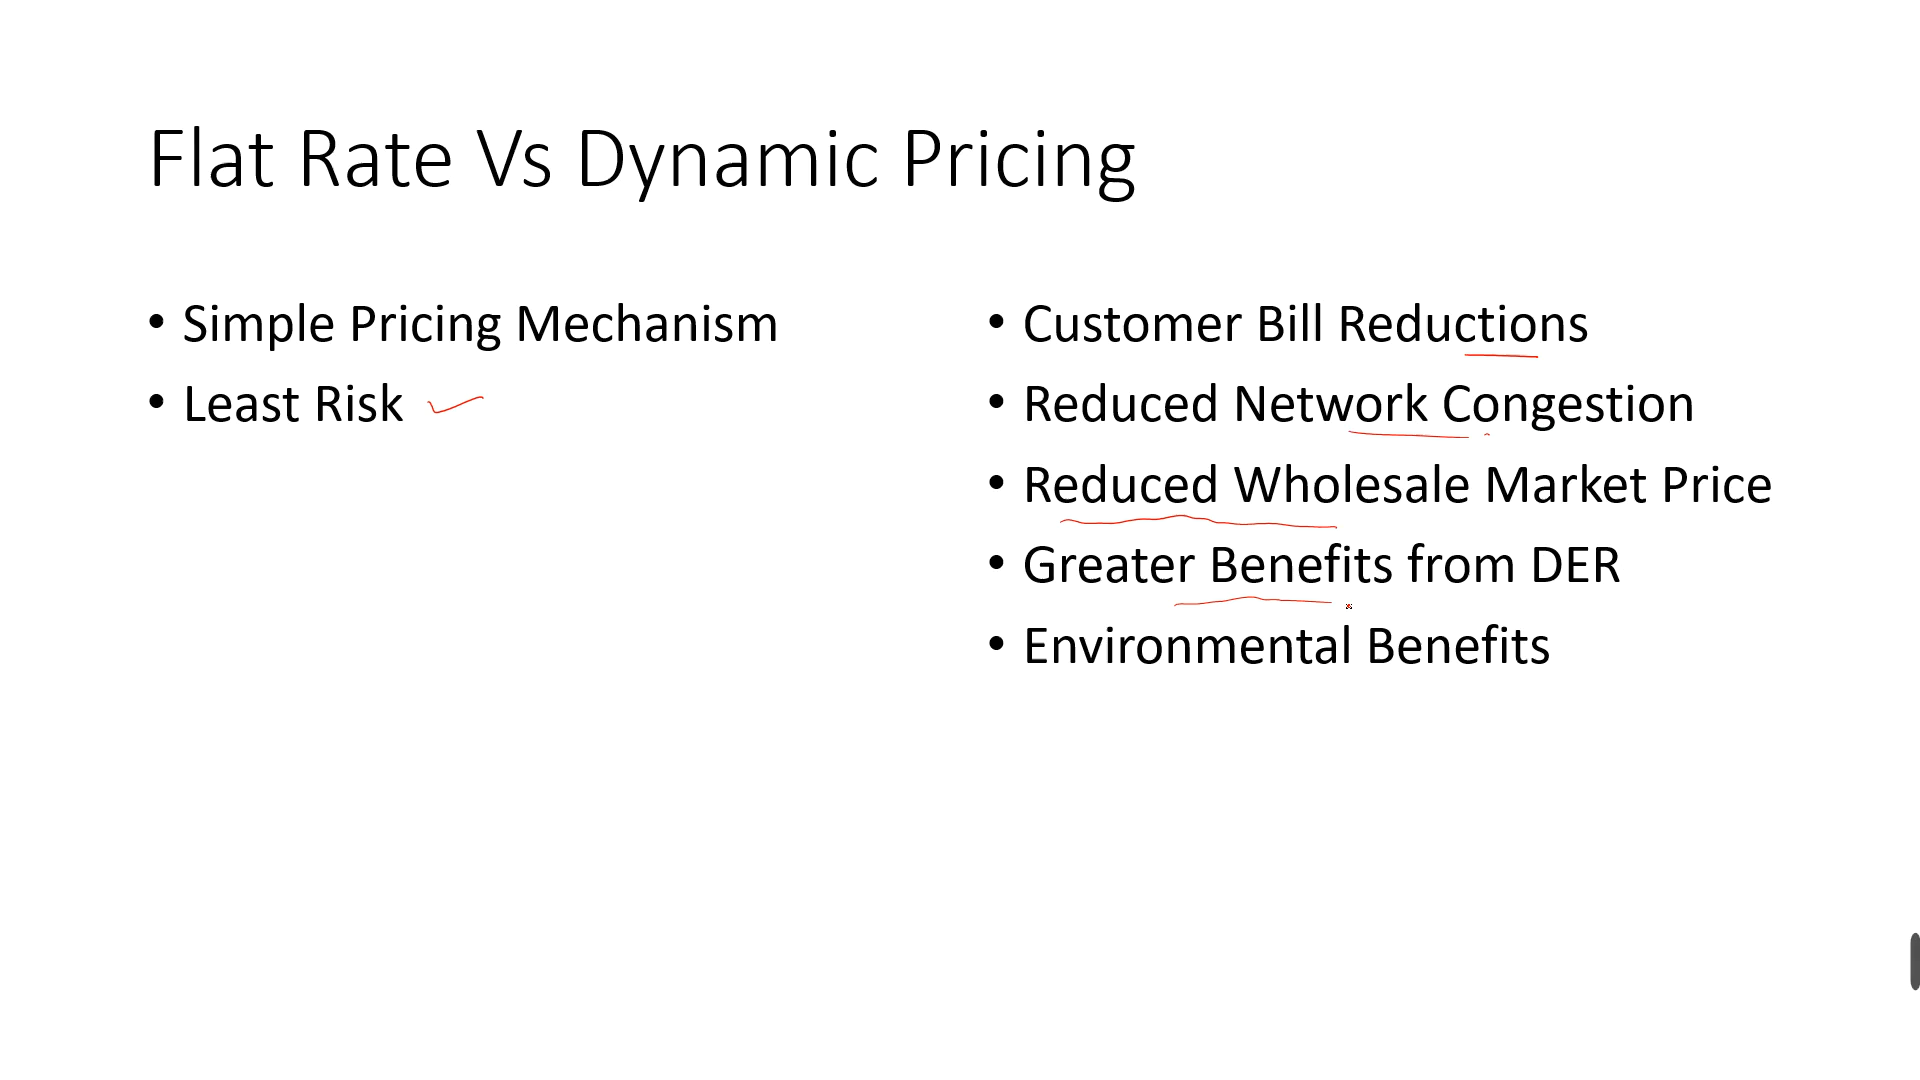 Flat Rate Vs Dynamic Pricing
• Simple Pricing Mechanism
• Least Risk
• Customer Bill Reductions
• Reduced Network Congestion
• Reduced Wholesale Market Price
• Greater Benefits from DER
• Environmental Benefits